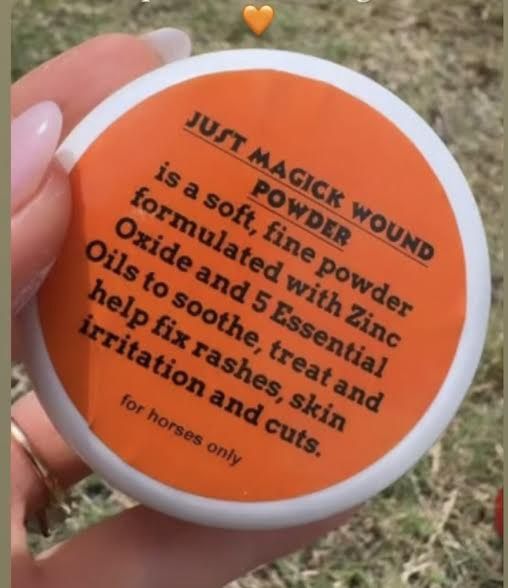 🧡
JUST MAGICK WOUND
POWDER
is a soft, fine powder
formulated with Zinc
Oxide and 5 Essential
Oils to soothe, treat and
help fix rashes, skin
irritation and cuts.
for horses only